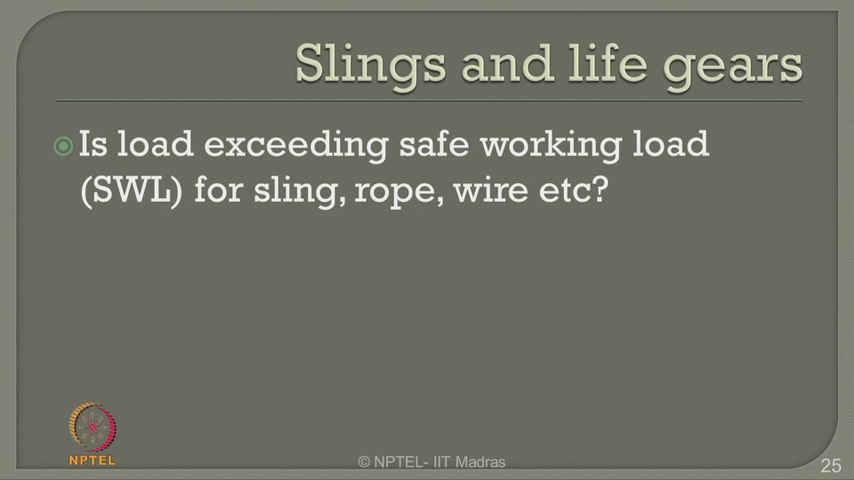 Slings and life gears
Is load exceeding safe working load
(SWL) for sling, rope, wire etc?
NPTEL
© NPTEL- IIT Madras
25